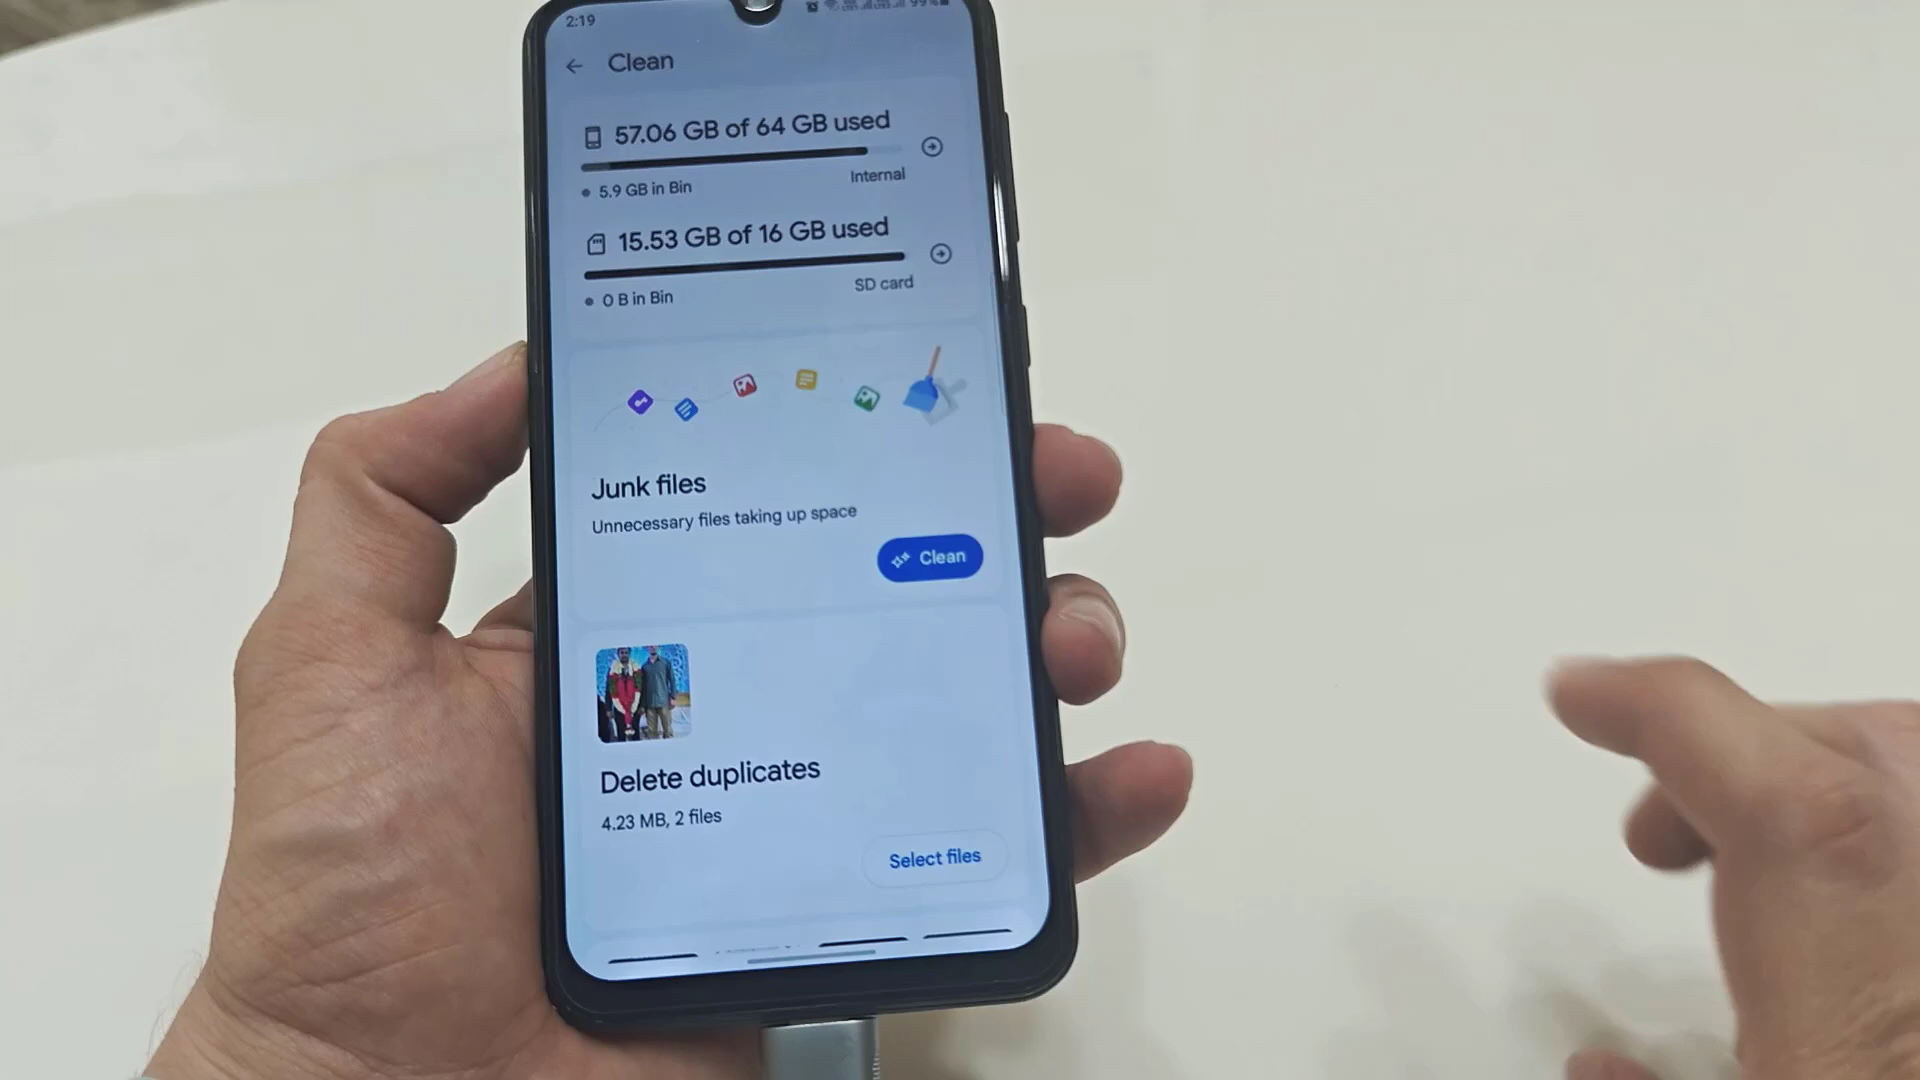 2:19
99%
Clean
57.06 GB of 64 GB used
5.9 GB in Bin
Internal
15.53 GB of 16 GB used
0 B in Bin
SD card
Junk files
Unnecessary files taking up space
Clean
Delete duplicates
4.23 MB, 2 files
Select files